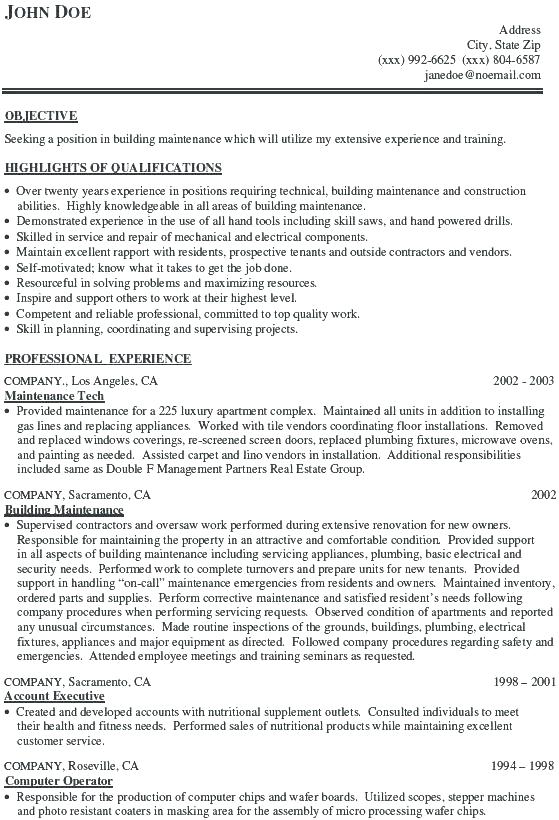 JOHN DOE
Address
City, State Zip
(xxx) 992-6625 (xxx) 804-6587
janedoe@noemail.com
OBJECTIVE
Seeking a position in building maintenance which will utilize my extensive experience and training.
HIGHLIGHTS OF QUALIFICATIONS
• Over twenty years experience in positions requiring technical, building maintenance and construction
abilities. Highly knowledgeable in all areas of building maintenance.
• Demonstrated experience in the use of all hand tools including skill saws, and hand powered drills.
• Skilled in service and repair of mechanical and electrical components.
• Maintain excellent rapport with residents, prospective tenants and outside contractors and vendors.
• Self-motivated; know what it takes to get the job done.
• Resourceful in solving problems and maximizing resources.
• Inspire and support others to work at their highest level.
• Competent and reliable professional, committed to top quality work.
• Skill in planning, coordinating and supervising projects.
PROFESSIONAL EXPERIENCE
COMPANY., Los Angeles, CA 2002 - 2003
Maintenance Tech
• Provided maintenance for a 225 luxury apartment complex. Maintained all units in addition to installing
gas lines and replacing appliances. Worked with tile vendors coordinating floor installations. Removed
and replaced windows coverings, re-screened screen doors, replaced plumbing fixtures, microwave ovens,
and painting as needed. Assisted carpet and lino vendors in installation. Additional responsibilities
included same as Double F Management Partners Real Estate Group.
COMPANY, Sacramento, CA 2002
Building Maintenance
• Supervised contractors and oversaw work performed during extensive renovation for new owners.
Responsible for maintaining the property in an attractive and comfortable condition. Provided support
in all aspects of building maintenance including servicing appliances, plumbing, basic electrical and
security needs. Performed work to complete turnovers and prepare units for new tenants. Provided
support in handling “on-call” maintenance emergencies from residents and owners. Maintained inventory,
ordered parts and supplies. Perform corrective maintenance and satisfied resident’s needs following
company procedures when performing servicing requests. Observed condition of apartments and reported
any unusual circumstances. Made routine inspections of the grounds, buildings, plumbing, electrical
fixtures, appliances and major equipment as directed. Followed company procedures regarding safety and
emergencies. Attended employee meetings and training seminars as requested.
COMPANY, Sacramento, CA 1998 – 2001
Account Executive
• Created and developed accounts with nutritional supplement outlets. Consulted individuals to meet
their health and fitness needs. Performed sales of nutritional products while maintaining excellent
customer service.
COMPANY, Roseville, CA 1994 – 1998
Computer Operator
• Responsible for the production of computer chips and wafer boards. Utilized scopes, stepper machines
and photo resistant coaters in masking area for the assembly of micro processing wafer chips.